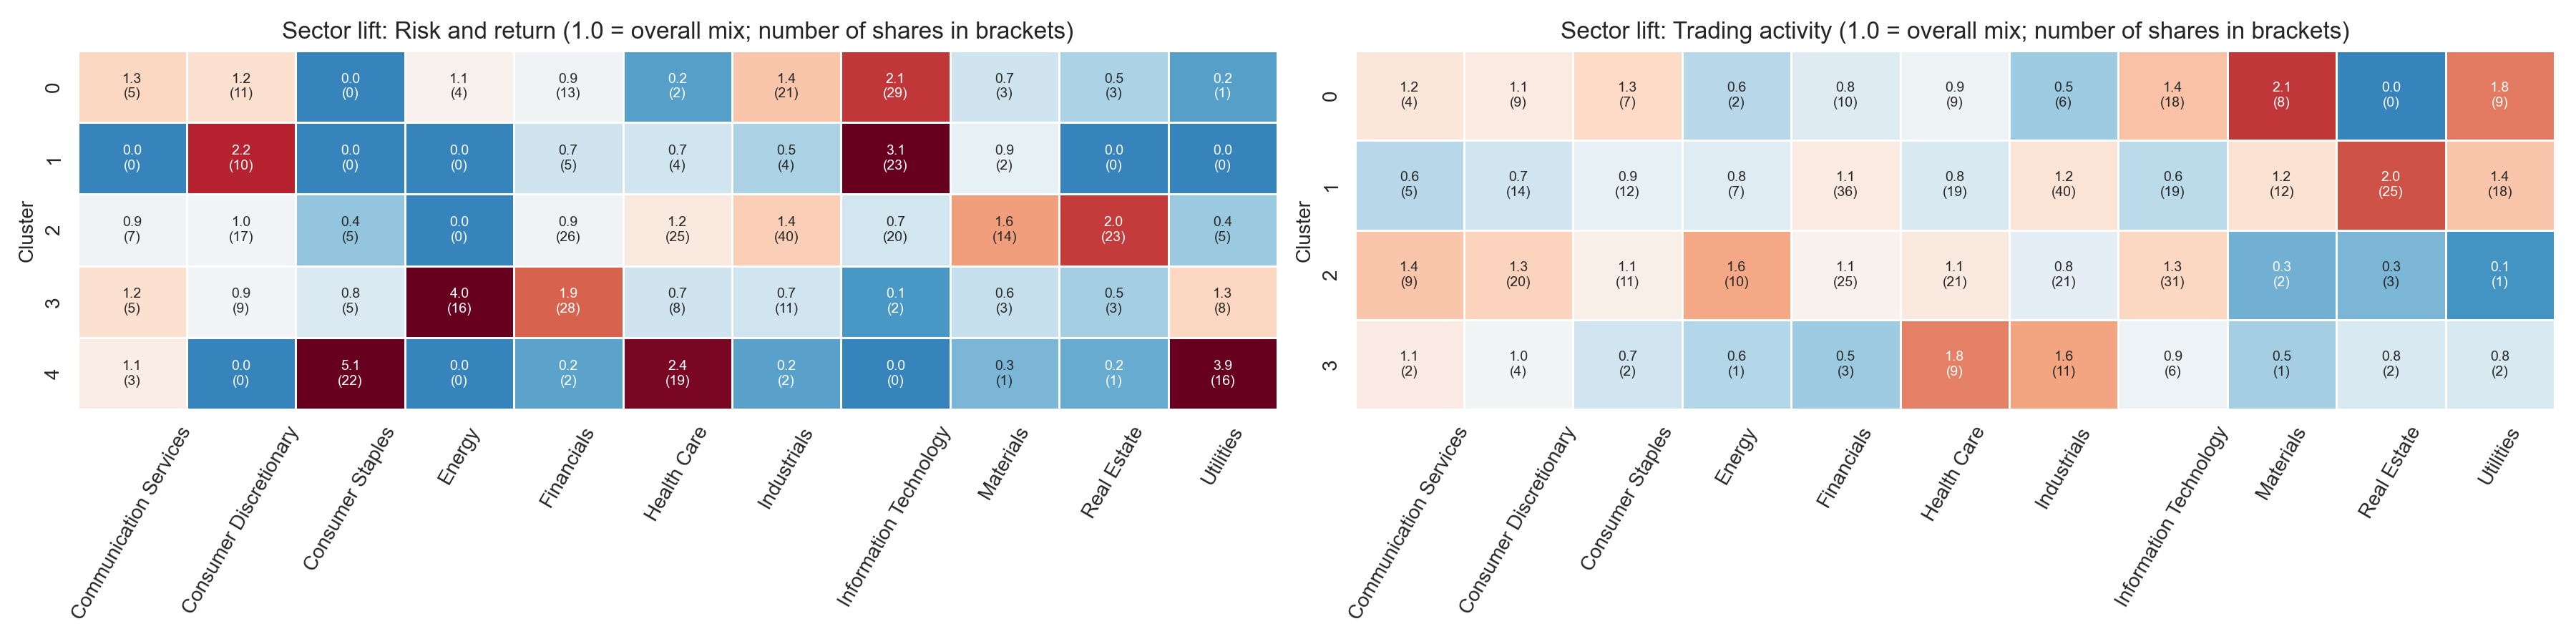 Sector lift: Risk and return (1.0 = overall mix; number of shares in brackets)
Cluster
0
1.3 1.2 0.0 1.1 0.9 0.2 1.4 2.1 0.7 0.5 0.2
(5) (11) (0) (4) (13) (2) (21) (29) (3) (3) (1)
1
0.0 2.2 0.0 0.0 0.7 0.7 0.5 3.1 0.9 0.0 0.0
(0) (10) (0) (0) (5) (4) (4) (23) (2) (0) (0)
2
0.9 1.0 0.4 0.0 0.9 1.2 1.4 0.7 1.6 2.0 0.4
(7) (17) (5) (0) (26) (25) (40) (20) (14) (23) (5)
3
1.2 0.9 0.8 4.0 1.9 0.7 0.7 0.1 0.6 0.5 1.3
(5) (9) (5) (16) (28) (8) (11) (2) (3) (3) (8)
4
1.1 0.0 5.1 0.0 0.2 2.4 0.2 0.0 0.3 0.2 3.9
(3) (0) (22) (0) (2) (19) (2) (0) (1) (1) (16)
Communication Services
Consumer Discretionary
Consumer Staples
Energy
Financials
Health Care
Industrials
Information Technology
Materials
Real Estate
Utilities
Sector lift: Trading activity (1.0 = overall mix; number of shares in brackets)
Cluster
0
1.2 1.1 1.3 0.6 0.8 0.9 0.5 1.4 2.1 0.0 1.8
(4) (9) (7) (2) (10) (9) (6) (18) (8) (0) (9)
1
0.6 0.7 0.9 0.8 1.1 0.8 1.2 0.6 1.2 2.0 1.4
(5) (14) (12) (7) (36) (19) (40) (19) (12) (25) (18)
2
1.4 1.3 1.1 1.6 1.1 1.1 0.8 1.3 0.3 0.3 0.1
(9) (20) (11) (10) (25) (21) (21) (31) (2) (3) (1)
3
1.1 1.0 0.7 0.6 0.5 1.8 1.6 0.9 0.5 0.8 0.8
(2) (4) (2) (1) (3) (9) (11) (6) (1) (2) (2)
Communication Services
Consumer Discretionary
Consumer Staples
Energy
Financials
Health Care
Industrials
Information Technology
Materials
Real Estate
Utilities